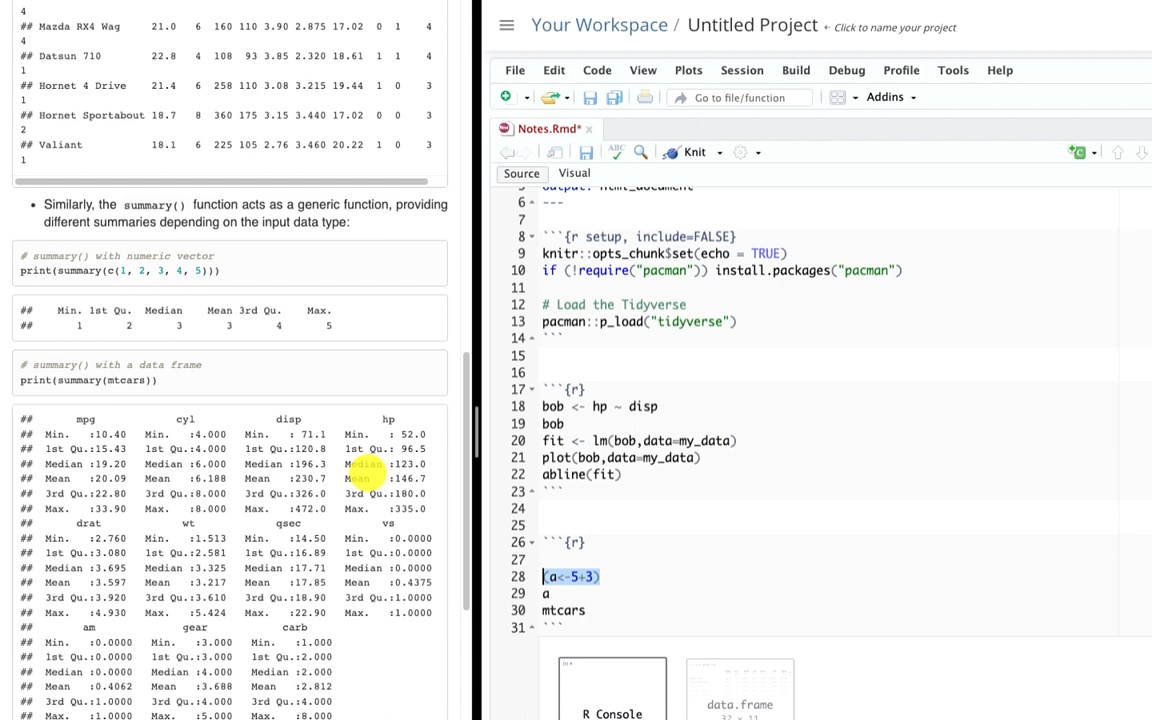 4
## Mazda RX4 Wag 21.0 6 160 110 3.90 2.875 17.02 0 1 4
4
## Datsun 710 22.8 4 108 93 3.85 2.320 18.61 1 1 4
1
## Hornet 4 Drive 21.4 6 258 110 3.08 3.215 19.44 1 0 3
1
## Hornet Sportabout 18.7 8 360 175 3.15 3.440 17.02 0 0 3
2
## Valiant 18.1 6 225 105 2.76 3.460 20.22 1 0 3
1
• Similarly, the summary() function acts as a generic function, providing
different summaries depending on the input data type:
# summary() with numeric vector
print(summary(c(1, 2, 3, 4, 5)))
## Min. 1st Qu. Median Mean 3rd Qu. Max.
## 1 2 3 3 4 5
# summary() with a data frame
print(summary(mtcars))
## mpg cyl disp hp
## Min. :10.40 Min. :4.000 Min. : 71.1 Min. : 52.0
## 1st Qu.:15.43 1st Qu.:4.000 1st Qu.:120.8 1st Qu.: 96.5
## Median :19.20 Median :6.000 Median :196.3 Median :123.0
## Mean :20.09 Mean :6.188 Mean :230.7 Mean :146.7
## 3rd Qu.:22.80 3rd Qu.:8.000 3rd Qu.:326.0 3rd Qu.:180.0
## Max. :33.90 Max. :8.000 Max. :472.0 Max. :335.0
## drat wt qsec vs
## Min. :2.760 Min. :1.513 Min. :14.50 Min. :0.0000
## 1st Qu.:3.080 1st Qu.:2.581 1st Qu.:16.89 1st Qu.:0.0000
## Median :3.695 Median :3.325 Median :17.71 Median :0.0000
## Mean :3.597 Mean :3.217 Mean :17.85 Mean :0.4375
## 3rd Qu.:3.920 3rd Qu.:3.610 3rd Qu.:18.90 3rd Qu.:1.0000
## Max. :4.930 Max. :5.424 Max. :22.90 Max. :1.0000
## am gear carb
## Min. :0.0000 Min. :3.000 Min. :1.000
## 1st Qu.:0.0000 1st Qu.:3.000 1st Qu.:2.000
## Median :0.0000 Median :4.000 Median :2.000
## Mean :0.4062 Mean :3.688 Mean :2.812
## 3rd Qu.:1.0000 3rd Qu.:4.000 3rd Qu.:4.000
## Max. :1.0000 Max. :5.000 Max. :8.000
Your Workspace / Untitled Project ← Click to name your project
File Edit Code View Plots Session Build Debug Profile Tools Help
Go to file/function Addins
Notes.Rmd*
ABC Knit
Source Visual
5 output: html_document
6 ---
7
8 ```{r setup, include=FALSE}
9 knitr::opts_chunk$set(echo = TRUE)
10 if (!require("pacman")) install.packages("pacman")
11
12 # Load the Tidyverse
13 pacman::p_load("tidyverse")
14 ```
15
16
17 ```{r}
18 bob <- hp ~ disp
19 bob
20 fit <- lm(bob,data=my_data)
21 plot(bob,data=my_data)
22 abline(fit)
23 ```
24
25
26 ```{r}
27
28 (a<-5+3)
29 a
30 mtcars
31 ```
R Console
data.frame
32 x 11